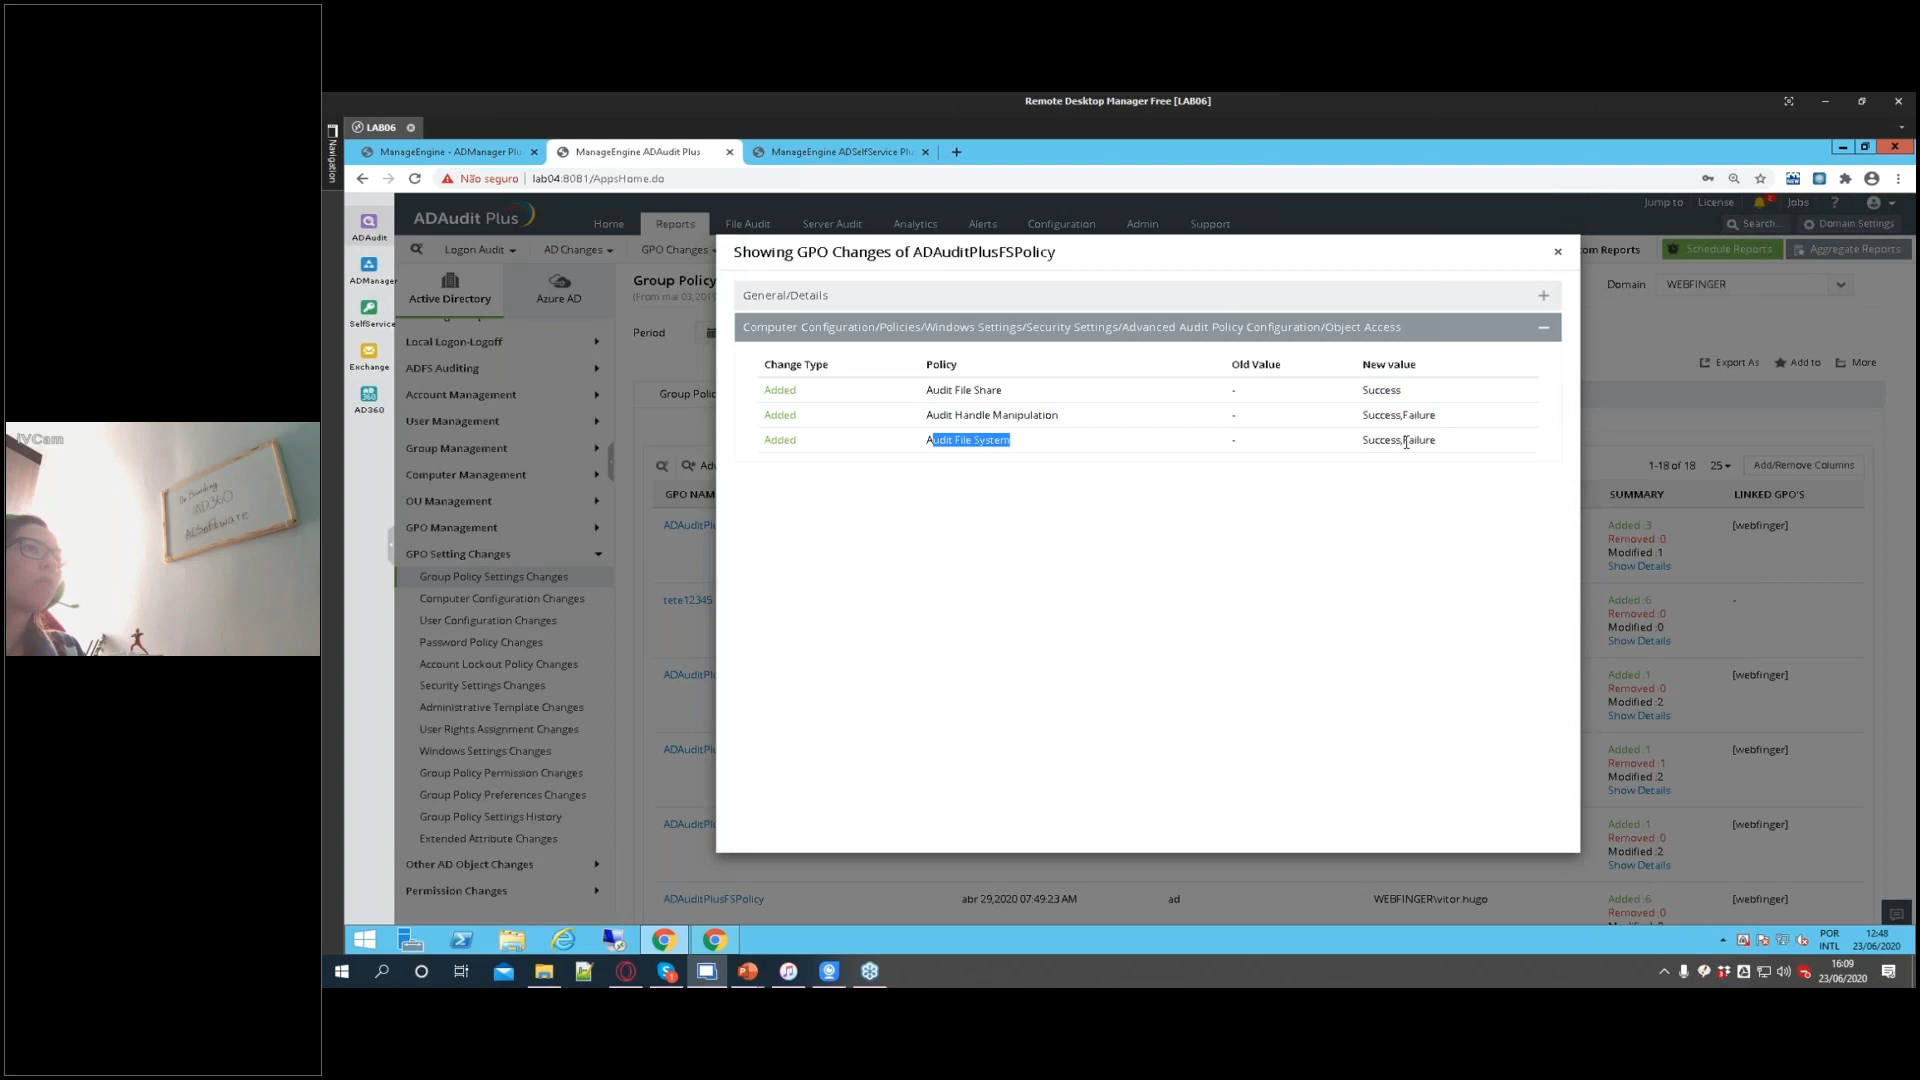 iVCam
On Boarding
AD360
ACSoftware
Remote Desktop Manager Free [LAB06]
Navigation
LAB06
ManageEngine - ADManager Plu
ManageEngine ADAudit Plus
ManageEngine ADSelfService Plu
Não seguro
lab04:8081/AppsHome.do
ADAudit
ADManager
SelfService
Exchange
AD360
ADAudit Plus
Home
Reports
File Audit
Server Audit
Analytics
Alerts
Configuration
Admin
Support
Jump to
License
2
Jobs
?
Search...
Domain Settings
Logon Audit
AD Changes
GPO Changes
om Reports
Schedule Reports
Aggregate Reports
Active Directory
Azure AD
Local Logon-Logoff
ADFS Auditing
Account Management
User Management
Group Management
Computer Management
OU Management
GPO Management
GPO Setting Changes
Group Policy Settings Changes
Computer Configuration Changes
User Configuration Changes
Password Policy Changes
Account Lockout Policy Changes
Security Settings Changes
Administrative Template Changes
User Rights Assignment Changes
Windows Settings Changes
Group Policy Permission Changes
Group Policy Preferences Changes
Group Policy Settings History
Extended Attribute Changes
Other AD Object Changes
Permission Changes
Group Policy
Period
Group Polic
Domain
WEBFINGER
Export As
Add to
More
Showing GPO Changes of ADAuditPlusFSPolicy
General/Details
Computer Configuration/Policies/Windows Settings/Security Settings/Advanced Audit Policy Configuration/Object Access
Change Type Policy Old Value New value
Added Audit File Share - Success
Added Audit Handle Manipulation - Success,Failure
Added Audit File System - Success,Failure
1-18 of 18
25
Add/Remove Columns
GPO NAM
SUMMARY
LINKED GPO'S
ADAuditPlu
Added :3
Removed :0
Modified :1
Show Details
[webfinger]
tete12345
Added :6
Removed :0
Modified :0
Show Details
-
ADAuditPlu
Added :1
Removed :0
Modified :2
Show Details
[webfinger]
ADAuditPlu
Added :1
Removed :1
Modified :2
Show Details
[webfinger]
ADAuditPlu
Added :1
Removed :0
Modified :2
Show Details
[webfinger]
ADAuditPlusFSPolicy
abr 29,2020 07:49:23 AM
ad
WEBFINGER\vitor.hugo
Added :6
Removed :0
[webfinger]
POR
INTL
12:48
23/06/2020
16:09
23/06/2020